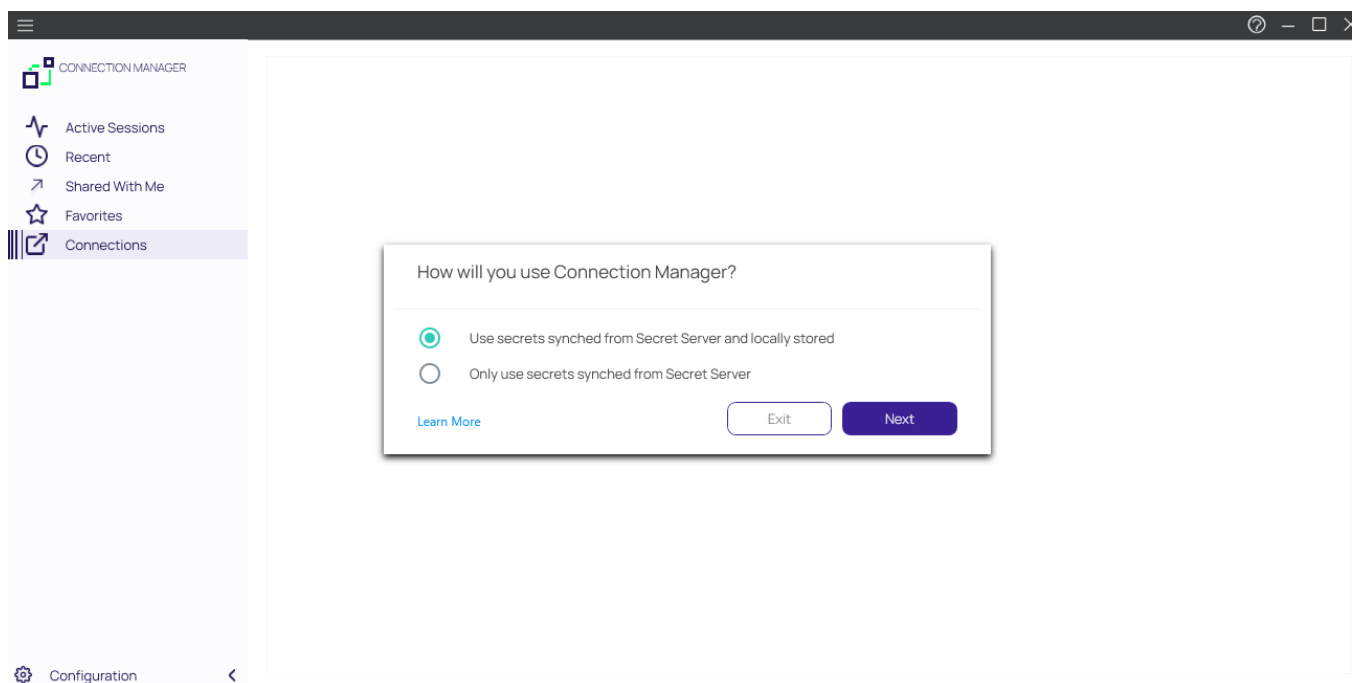 CONNECTION MANAGER
Active Sessions
Recent
Shared With Me
Favorites
Connections
How will you use Connection Manager?
Use secrets synched from Secret Server and locally stored
Only use secrets synched from Secret Server
Learn More
Exit
Next
Configuration